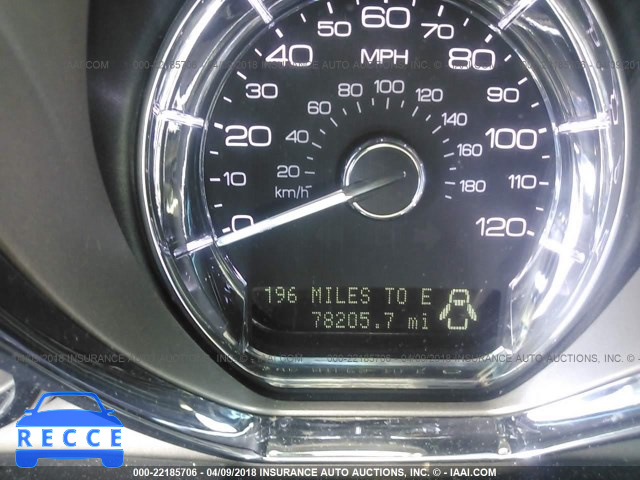 60
50 70
40 MPH 80
30 80 100 120 90
60 140
20 40 160 100
20 180
10 km/h 110
0 120
196 MILES TO E
78205.7 mi
RECCE
000-22185706 - 04/09/2018 INSURANCE AUTO AUCTIONS, INC. - © IAAI.COM